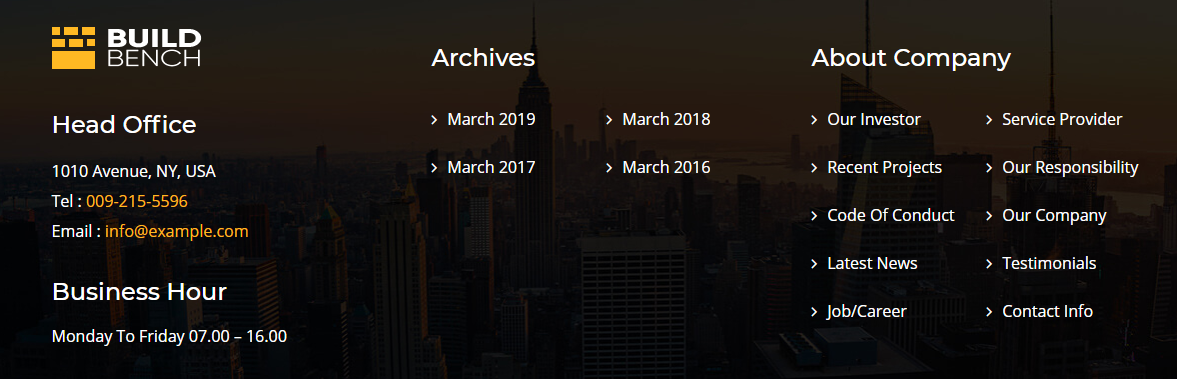 BUILD
BENCH
Head Office
1010 Avenue, NY, USA
Tel : 009-215-5596
Email : info@example.com
Business Hour
Monday To Friday 07.00 – 16.00
Archives
March 2019
March 2018
March 2017
March 2016
About Company
Our Investor
Service Provider
Recent Projects
Our Responsibility
Code Of Conduct
Our Company
Latest News
Testimonials
Job/Career
Contact Info